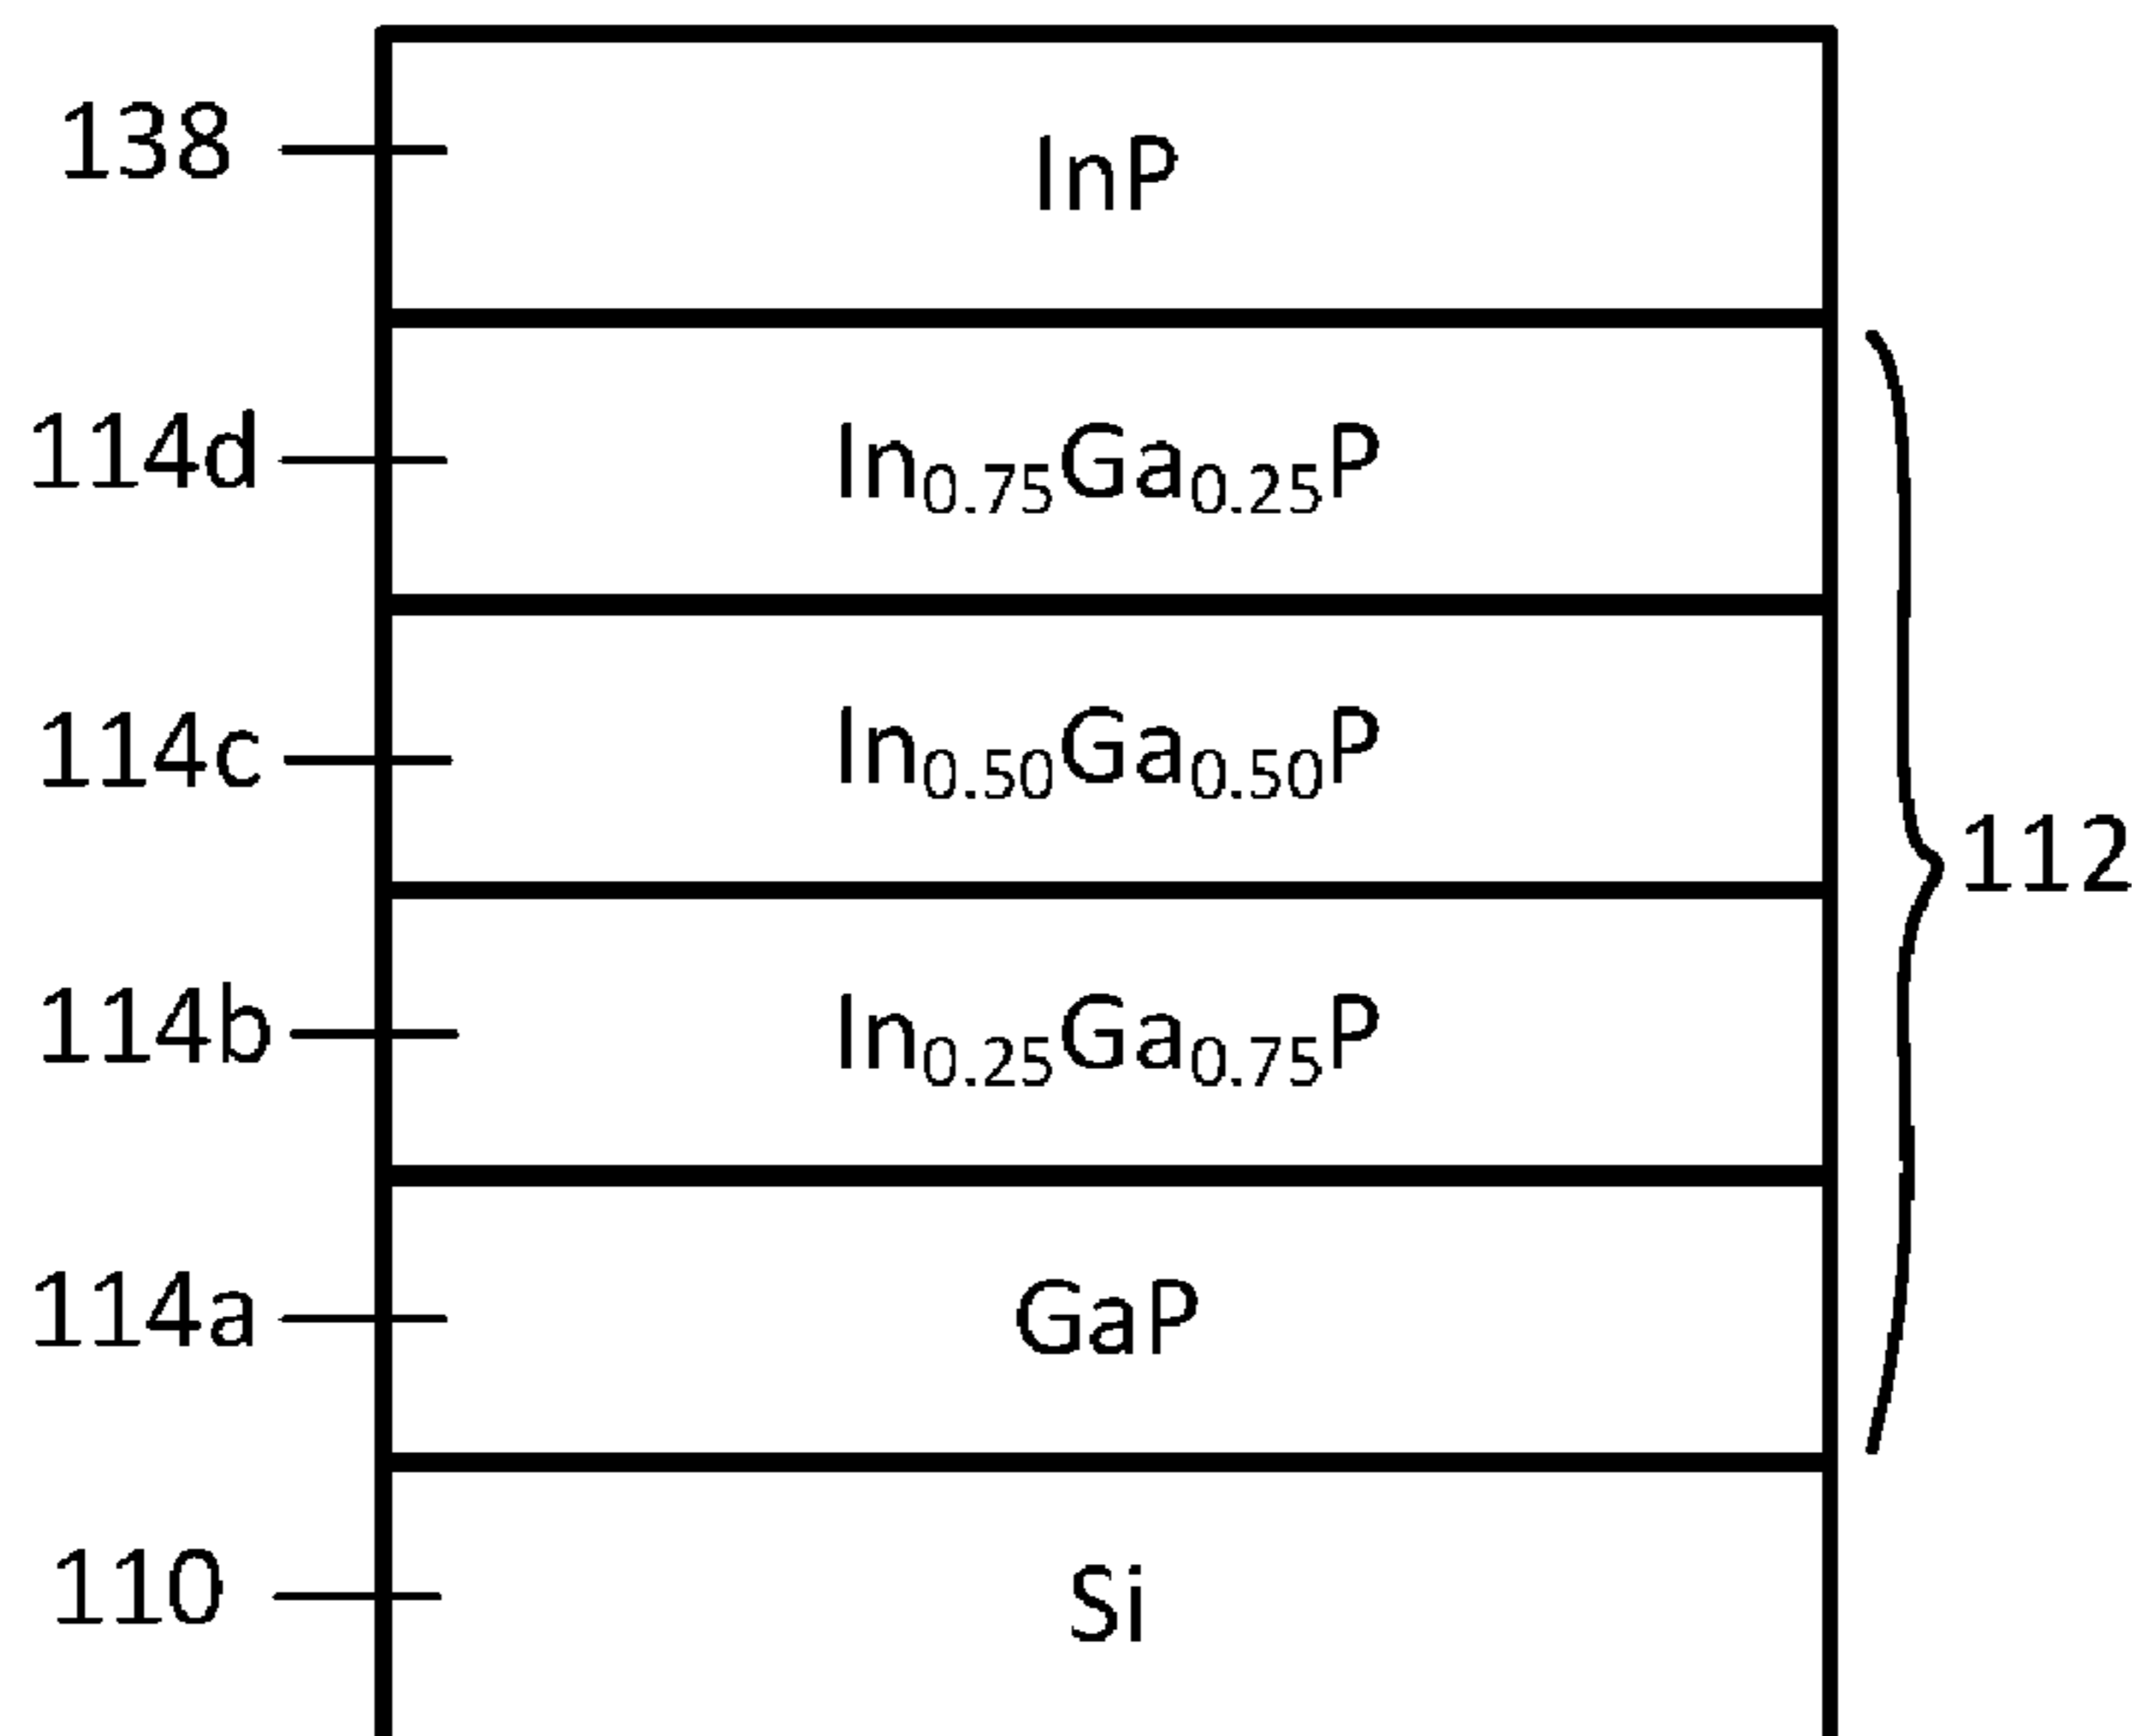 138 InP
114d In₀.₇₅Ga₀.₂₅P
114c In₀.₅₀Ga₀.₅₀P
112
114b In₀.₂₅Ga₀.₇₅P
114a GaP
110 Si